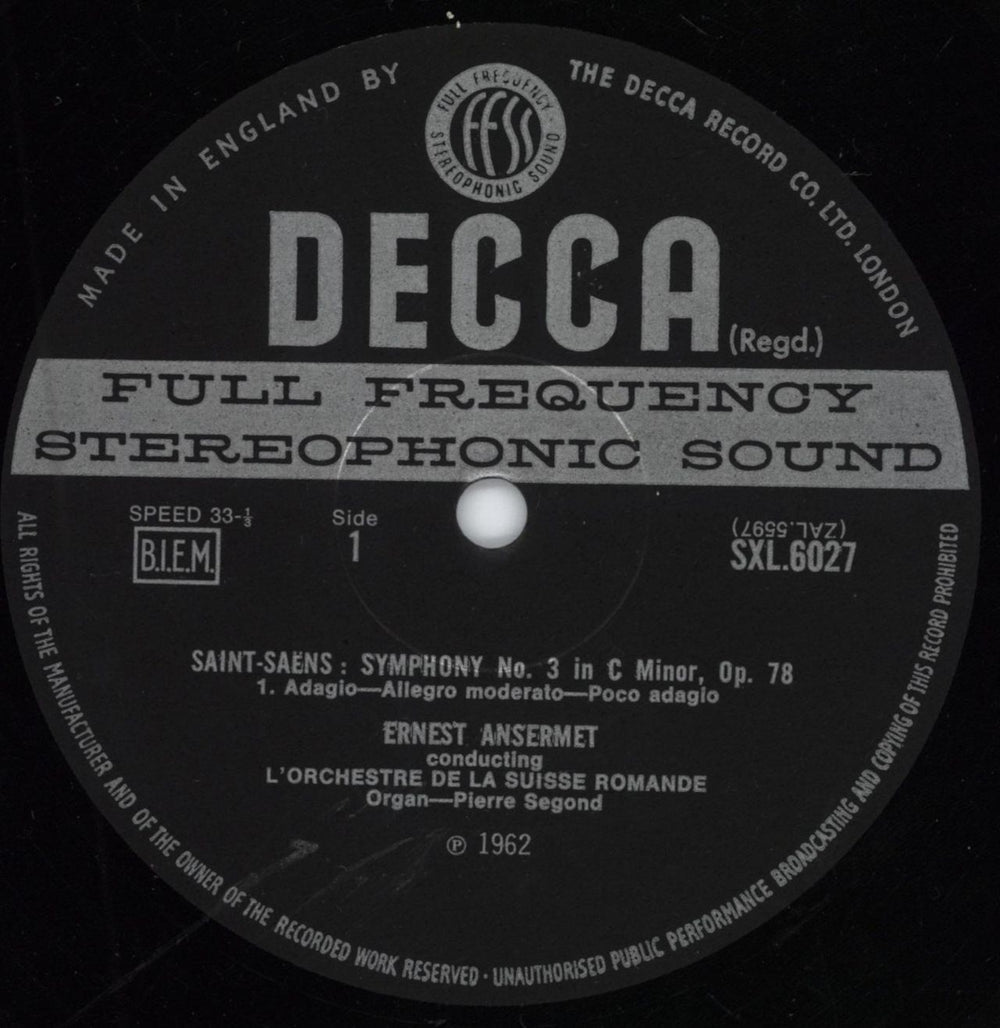 MADE IN ENGLAND BY
THE DECCA RECORD CO. LTD. LONDON
FULL FREQUENCY
FFSS
STEREOPHONIC SOUND
DECCA (Regd.)
FULL FREQUENCY
STEREOPHONIC SOUND
SPEED 33-⅓
Side
(ZAL.5597)
B.I.E.M.
1
SXL.6027
SAINT-SAËNS : SYMPHONY No. 3 in C Minor, Op. 78
1. Adagio—Allegro moderato—Poco adagio
ERNEST ANSERMET
conducting
L'ORCHESTRE DE LA SUISSE ROMANDE
Organ—Pierre Segond
℗ 1962
ALL RIGHTS OF THE MANUFACTURER AND OF THE OWNER OF THE RECORDED WORK RESERVED · UNAUTHORISED PUBLIC PERFORMANCE BROADCASTING AND COPYING OF THIS RECORD PROHIBITED